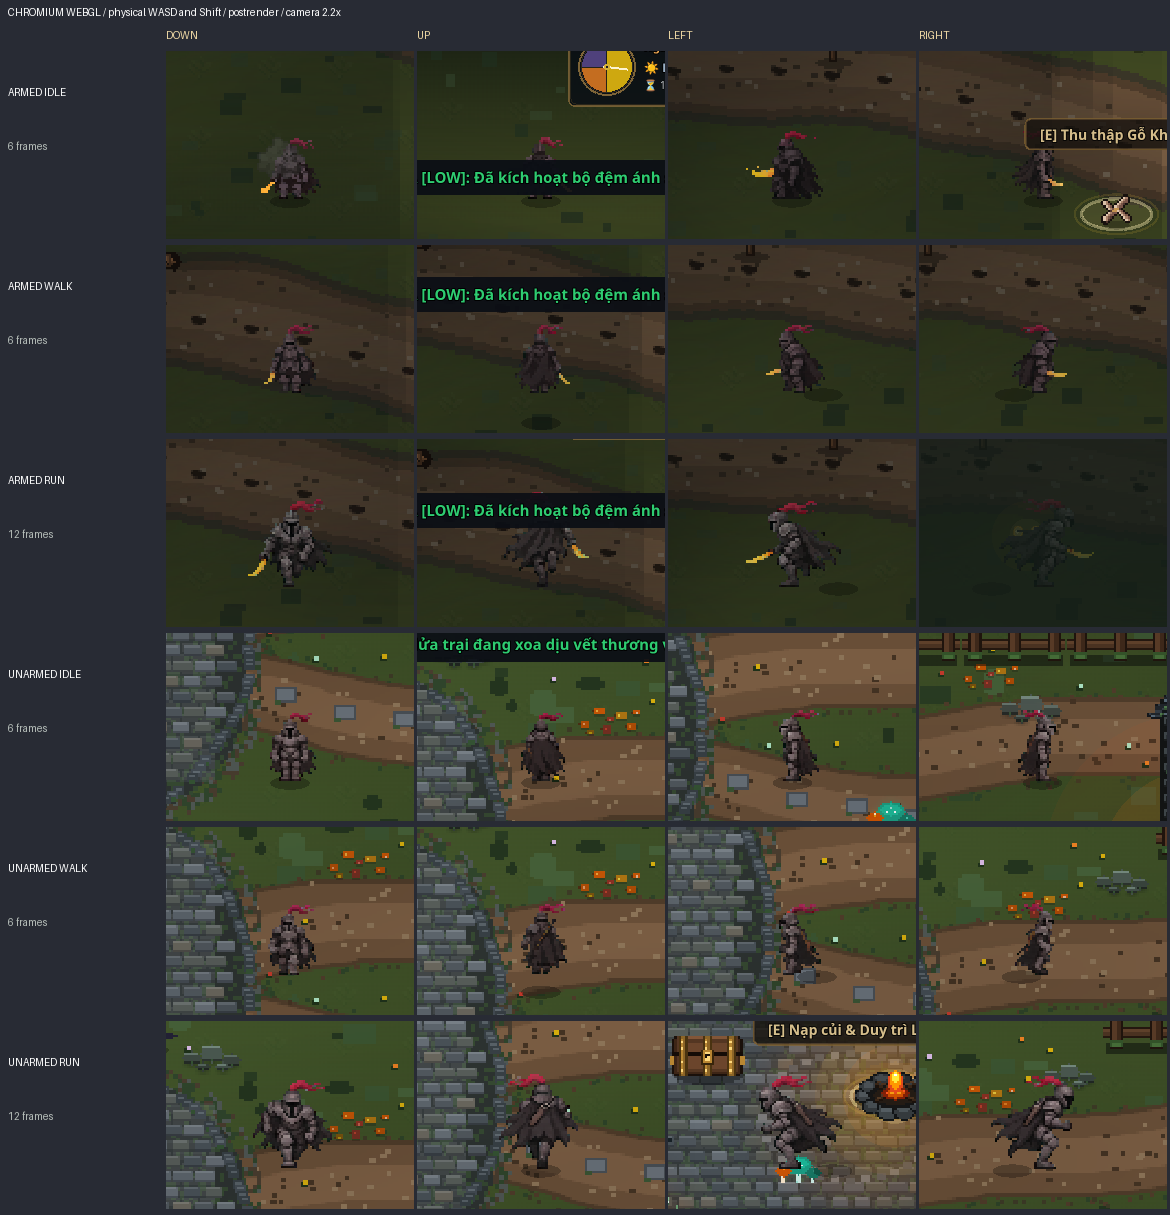 CHROMIUM WEBGL / physical WASD and Shift / postrender / camera 2.2x
DOWN UP LEFT RIGHT
ARMED IDLE
6 frames
[E] Thu thập Gỗ Kh
[LOW]: Đã kích hoạt bộ đệm ánh
ARMED WALK
6 frames
[LOW]: Đã kích hoạt bộ đệm ánh
ARMED RUN
12 frames
[LOW]: Đã kích hoạt bộ đệm ánh
UNARMED IDLE
6 frames
ửa trại đang xoa dịu vết thương
UNARMED WALK
6 frames
UNARMED RUN
12 frames
[E] Nạp củi & Duy trì L